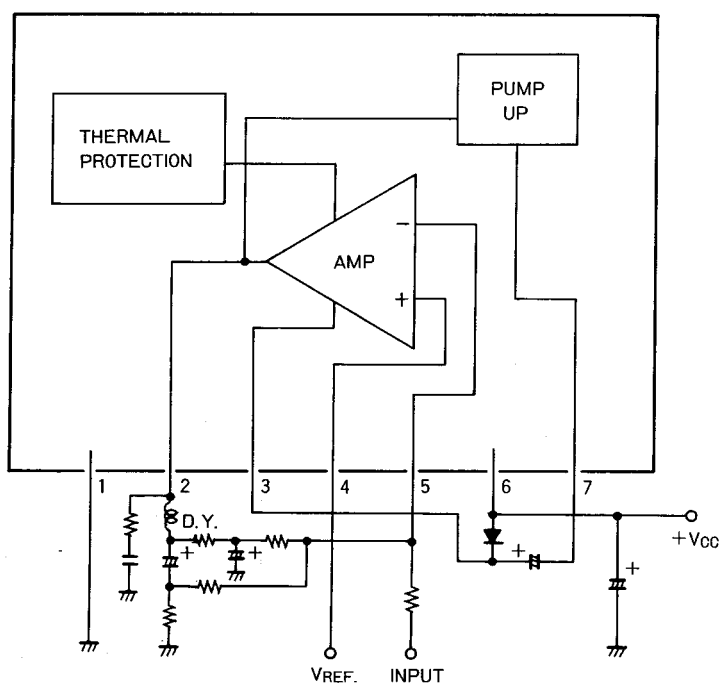 PUMP
UP
THERMAL
PROTECTION
−
AMP
+
1 2 3 4 5 6 7
D.Y.
+ +
+
+VCC
+
VREF. INPUT